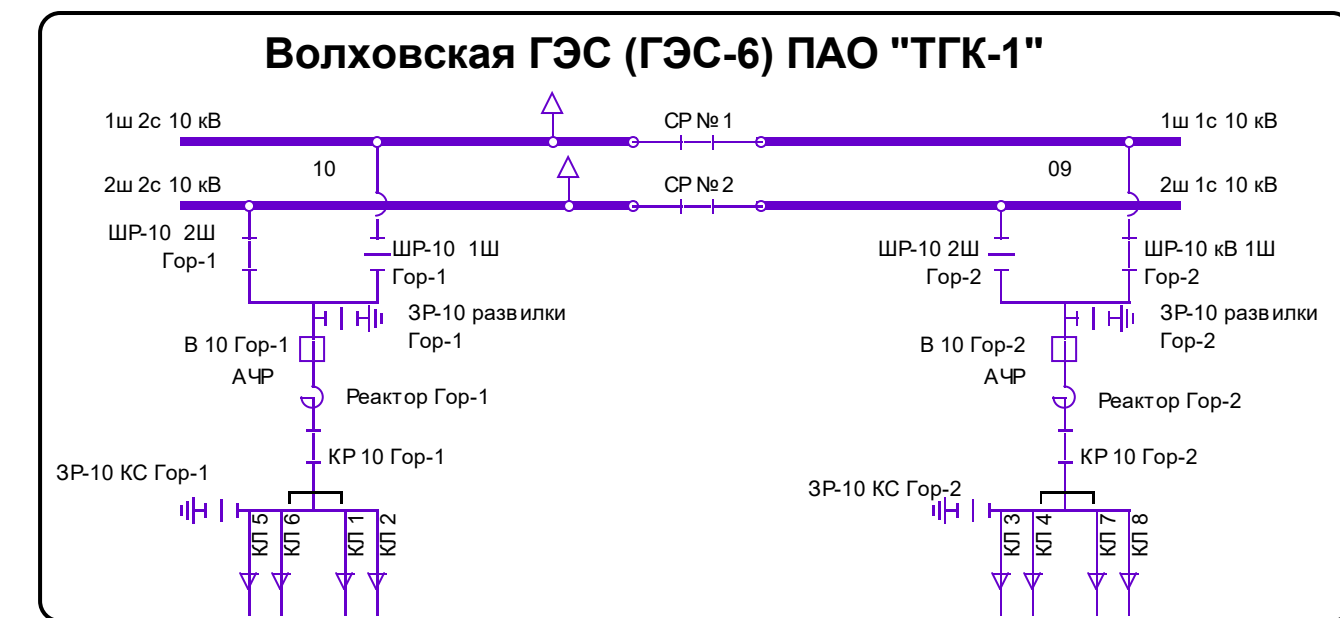 Волховская ГЭС (ГЭС-6) ПАО "ТГК-1"
1ш 2с 10 кВ
СР №1
1ш 1с 10 кВ
10
09
2ш 2с 10 кВ
СР №2
2ш 1с 10 кВ
ШР-10 2Ш
Гор-1
ШР-10 1Ш
Гор-1
ШР-10 2Ш
Гор-2
ШР-10 кВ 1Ш
Гор-2
ЗР-10 развилки
Гор-1
ЗР-10 развилки
Гор-2
В 10 Гор-1
АЧР
В 10 Гор-2
АЧР
Реактор Гор-1
Реактор Гор-2
КР 10 Гор-1
КР 10 Гор-2
ЗР-10 КС Гор-1
ЗР-10 КС Гор-2
КЛ 5
КЛ 6
КЛ 1
КЛ 2
КЛ 3
КЛ 4
КЛ 7
КЛ 8